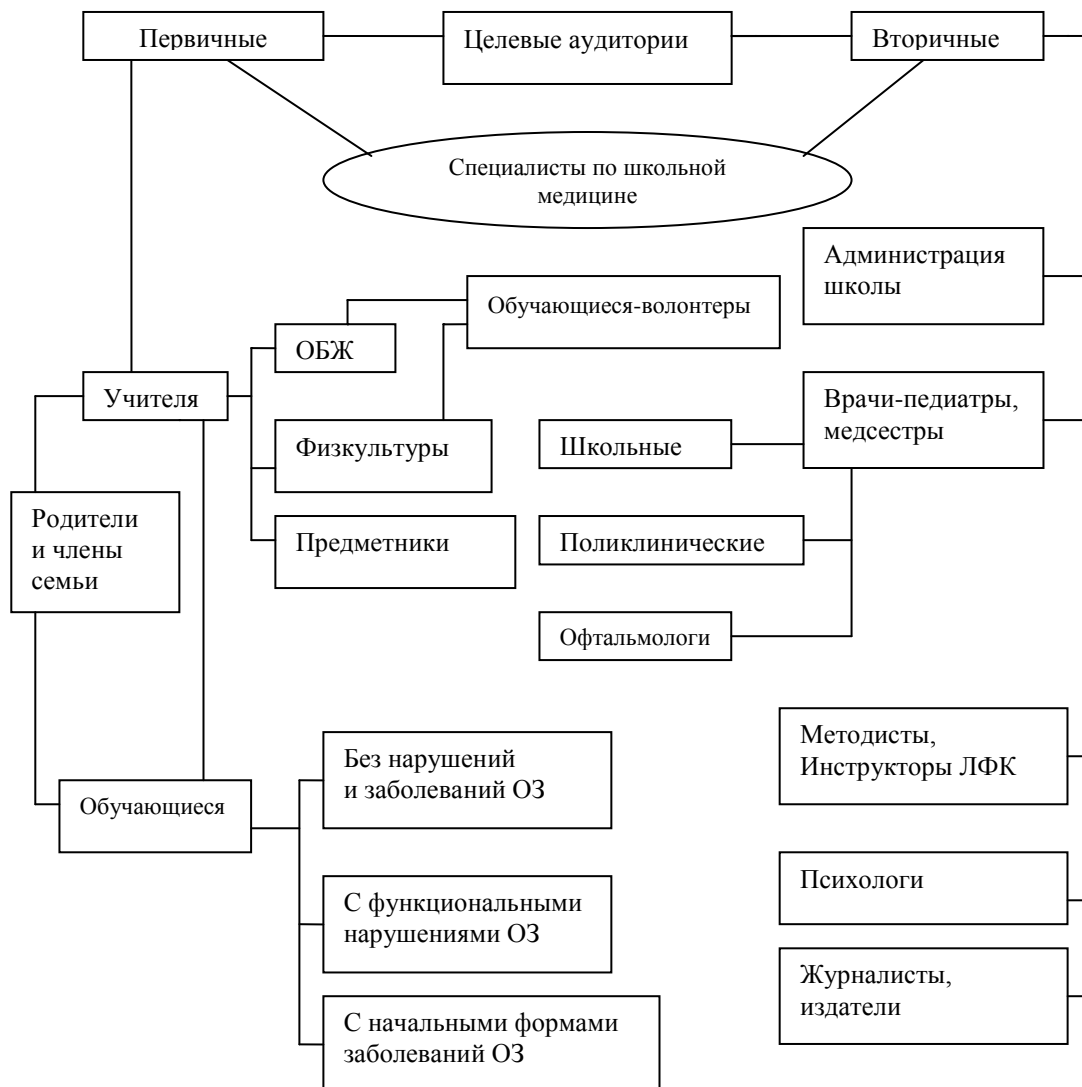 Первичные
Целевые аудитории
Вторичные
Специалисты по школьной
медицине
Администрация
школы
Обучающиеся-волонтеры
ОБЖ
Учителя
Врачи-педиатры,
медсестры
Физкультуры
Школьные
Родители
и члены
семьи
Предметники
Поликлинические
Офтальмологи
Методисты,
Инструкторы ЛФК
Без нарушений
и заболеваний ОЗ
Обучающиеся
Психологи
С функциональными
нарушениями ОЗ
Журналисты,
издатели
С начальными формами
заболеваний ОЗ